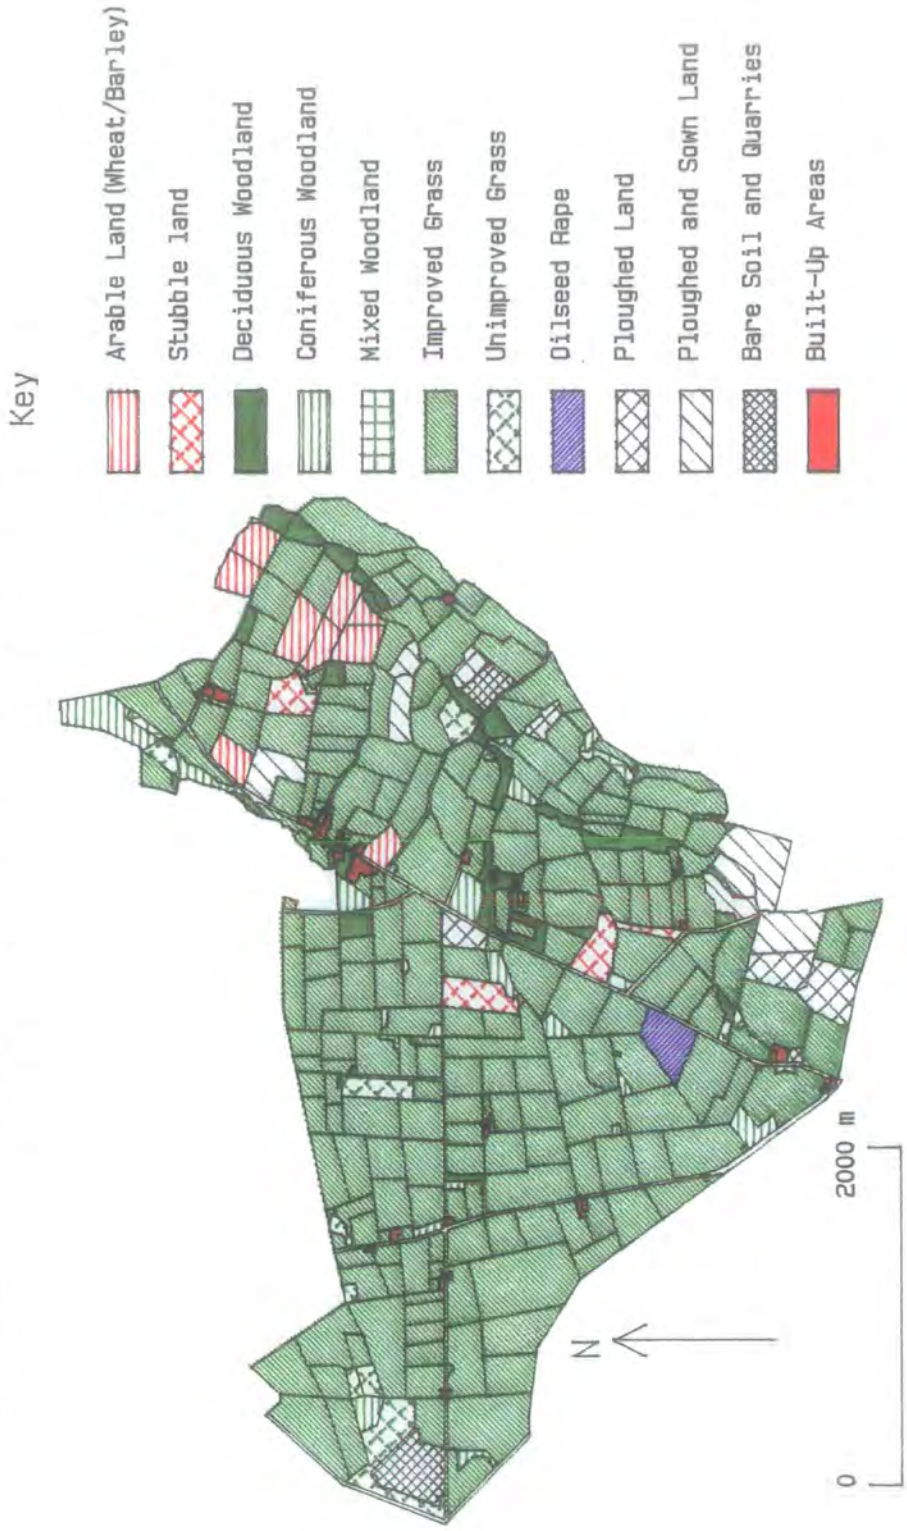 Key
Arable Land (Wheat/Barley)
Stubble land
Deciduous Woodland
Coniferous Woodland
Mixed Woodland
Improved Grass
Unimproved Grass
Oilseed Rape
Ploughed Land
Ploughed and Sown Land
Bare Soil and Quarries
Built-Up Areas
N
0 2000 m